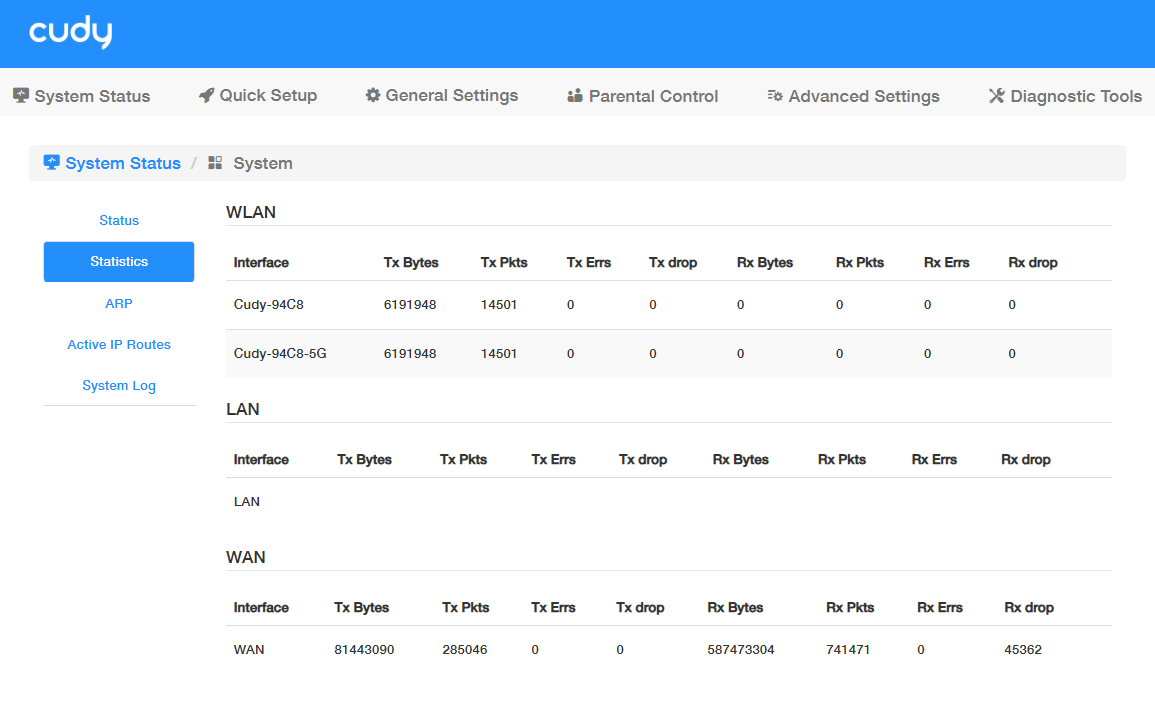 cudy
System Status Quick Setup General Settings Parental Control Advanced Settings Diagnostic Tools
System Status / System
Status
Statistics
ARP
Active IP Routes
System Log
WLAN
Interface Tx Bytes Tx Pkts Tx Errs Tx drop Rx Bytes Rx Pkts Rx Errs Rx drop
Cudy-94C8 6191948 14501 0 0 0 0 0 0
Cudy-94C8-5G 6191948 14501 0 0 0 0 0 0
LAN
Interface Tx Bytes Tx Pkts Tx Errs Tx drop Rx Bytes Rx Pkts Rx Errs Rx drop
LAN
WAN
Interface Tx Bytes Tx Pkts Tx Errs Tx drop Rx Bytes Rx Pkts Rx Errs Rx drop
WAN 81443090 285046 0 0 587473304 741471 0 45362